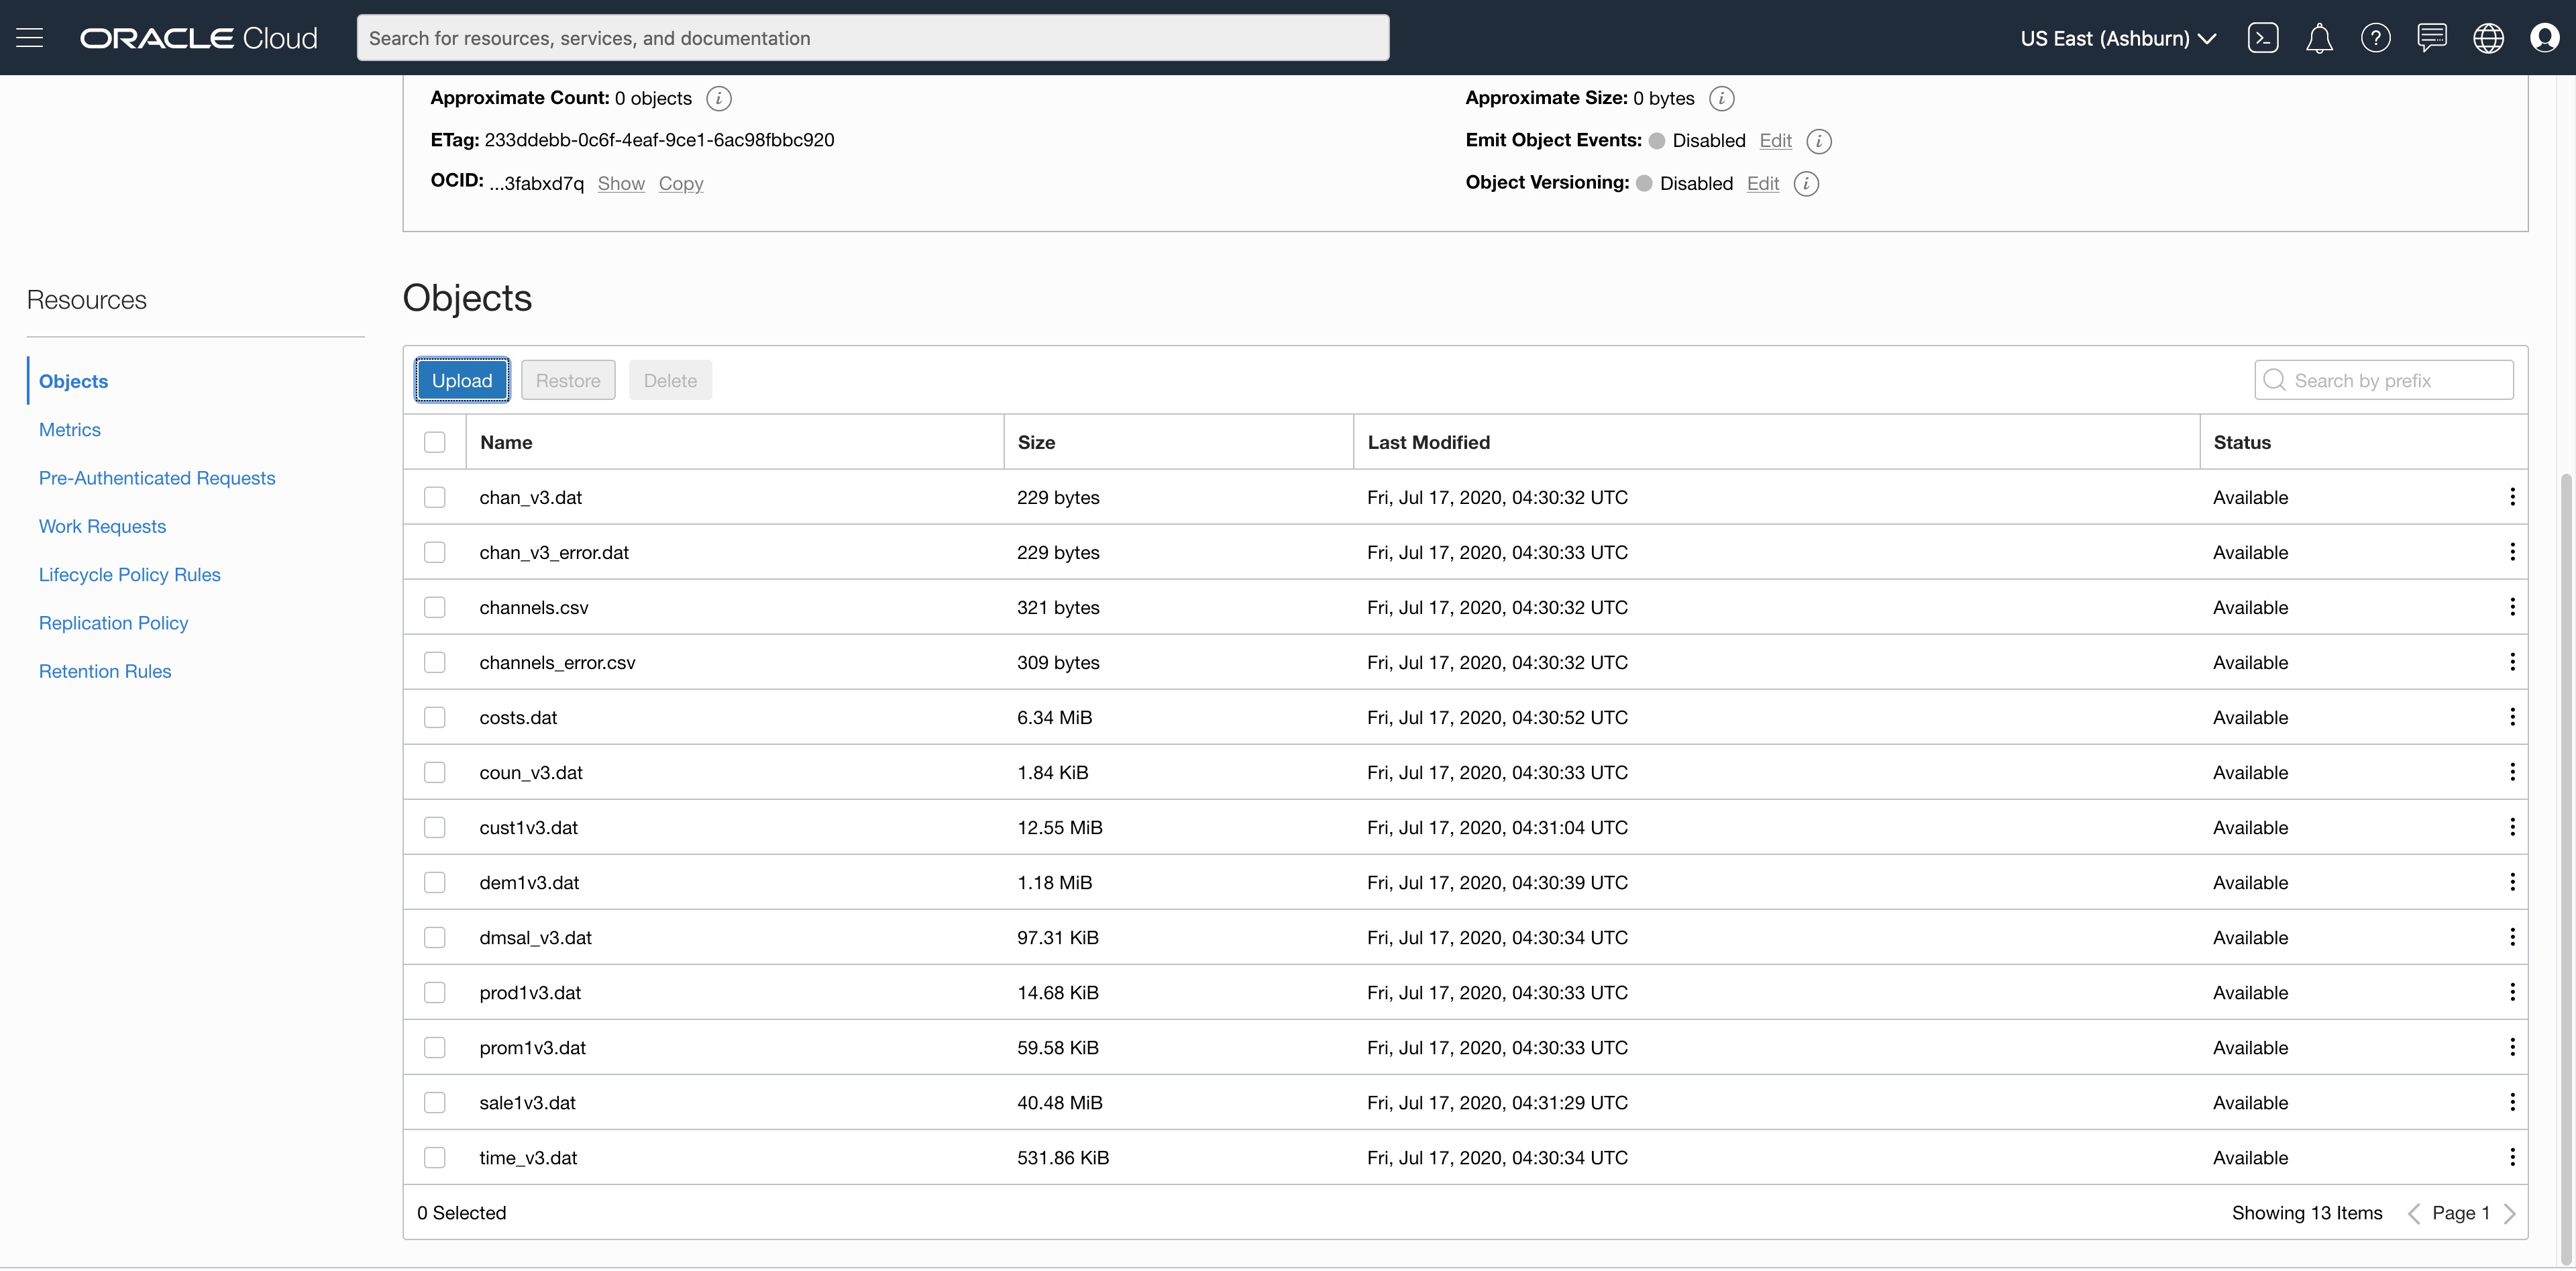 ORACLE Cloud
Search for resources, services, and documentation
US East (Ashburn)
Approximate Count: 0 objects
Approximate Size: 0 bytes
ETag: 233ddebb-0c6f-4eaf-9ce1-6ac98fbbc920
Emit Object Events: Disabled Edit
OCID: ...3fabxd7q Show Copy
Object Versioning: Disabled Edit
Resources
Objects
Metrics
Pre-Authenticated Requests
Work Requests
Lifecycle Policy Rules
Replication Policy
Retention Rules
Objects
Upload Restore Delete
Search by prefix
Name Size Last Modified Status
chan_v3.dat 229 bytes Fri, Jul 17, 2020, 04:30:32 UTC Available
chan_v3_error.dat 229 bytes Fri, Jul 17, 2020, 04:30:33 UTC Available
channels.csv 321 bytes Fri, Jul 17, 2020, 04:30:32 UTC Available
channels_error.csv 309 bytes Fri, Jul 17, 2020, 04:30:32 UTC Available
costs.dat 6.34 MiB Fri, Jul 17, 2020, 04:30:52 UTC Available
coun_v3.dat 1.84 KiB Fri, Jul 17, 2020, 04:30:33 UTC Available
cust1v3.dat 12.55 MiB Fri, Jul 17, 2020, 04:31:04 UTC Available
dem1v3.dat 1.18 MiB Fri, Jul 17, 2020, 04:30:39 UTC Available
dmsal_v3.dat 97.31 KiB Fri, Jul 17, 2020, 04:30:34 UTC Available
prod1v3.dat 14.68 KiB Fri, Jul 17, 2020, 04:30:33 UTC Available
prom1v3.dat 59.58 KiB Fri, Jul 17, 2020, 04:30:33 UTC Available
sale1v3.dat 40.48 MiB Fri, Jul 17, 2020, 04:31:29 UTC Available
time_v3.dat 531.86 KiB Fri, Jul 17, 2020, 04:30:34 UTC Available
0 Selected
Showing 13 Items
Page 1